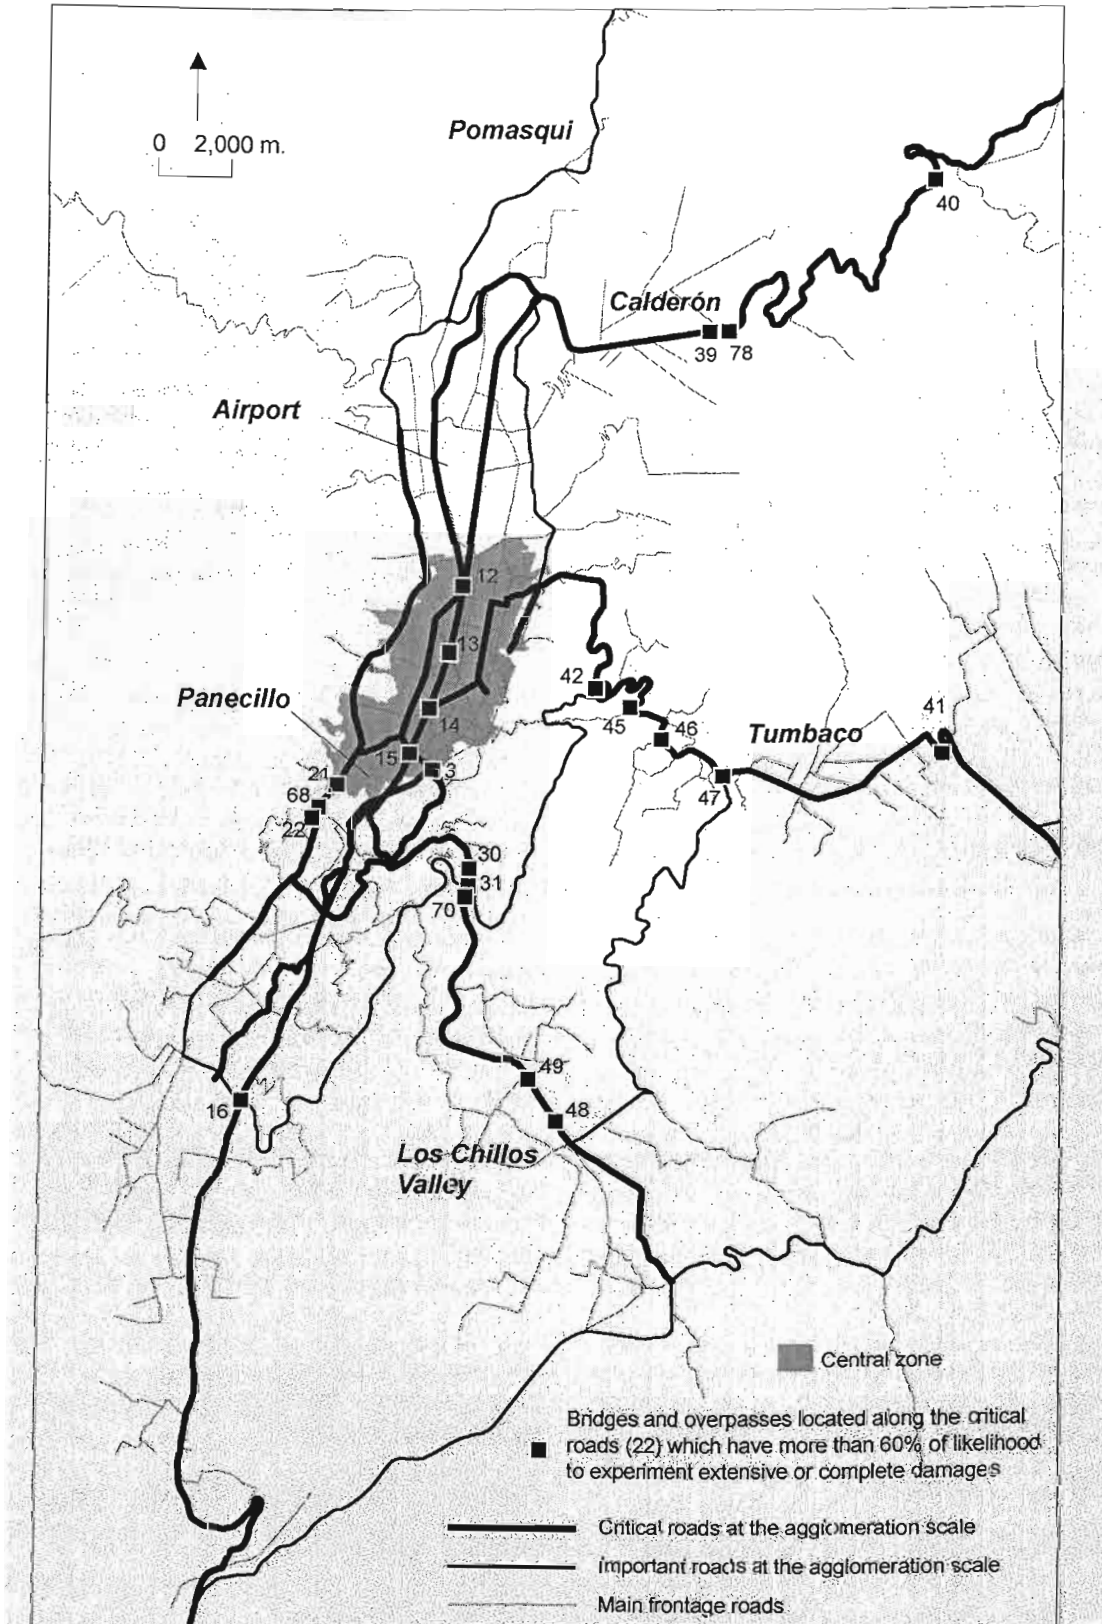 Pomasqui
0 2,000 m.
40
Calderón
39 78
Airport
12
13
42
Panecillo
41
14
45
46
Tumbaco
15
3
21
47
68
22
30
31
70
49
16
48
Los Chillos
Valley
Central zone
Bridges and overpasses located along the critical
roads (22) which have more than 60% of likelihood
to experiment extensive or complete damages
Critical roads at the agglomeration scale
Important roads at the agglomeration scale
Main frontage roads